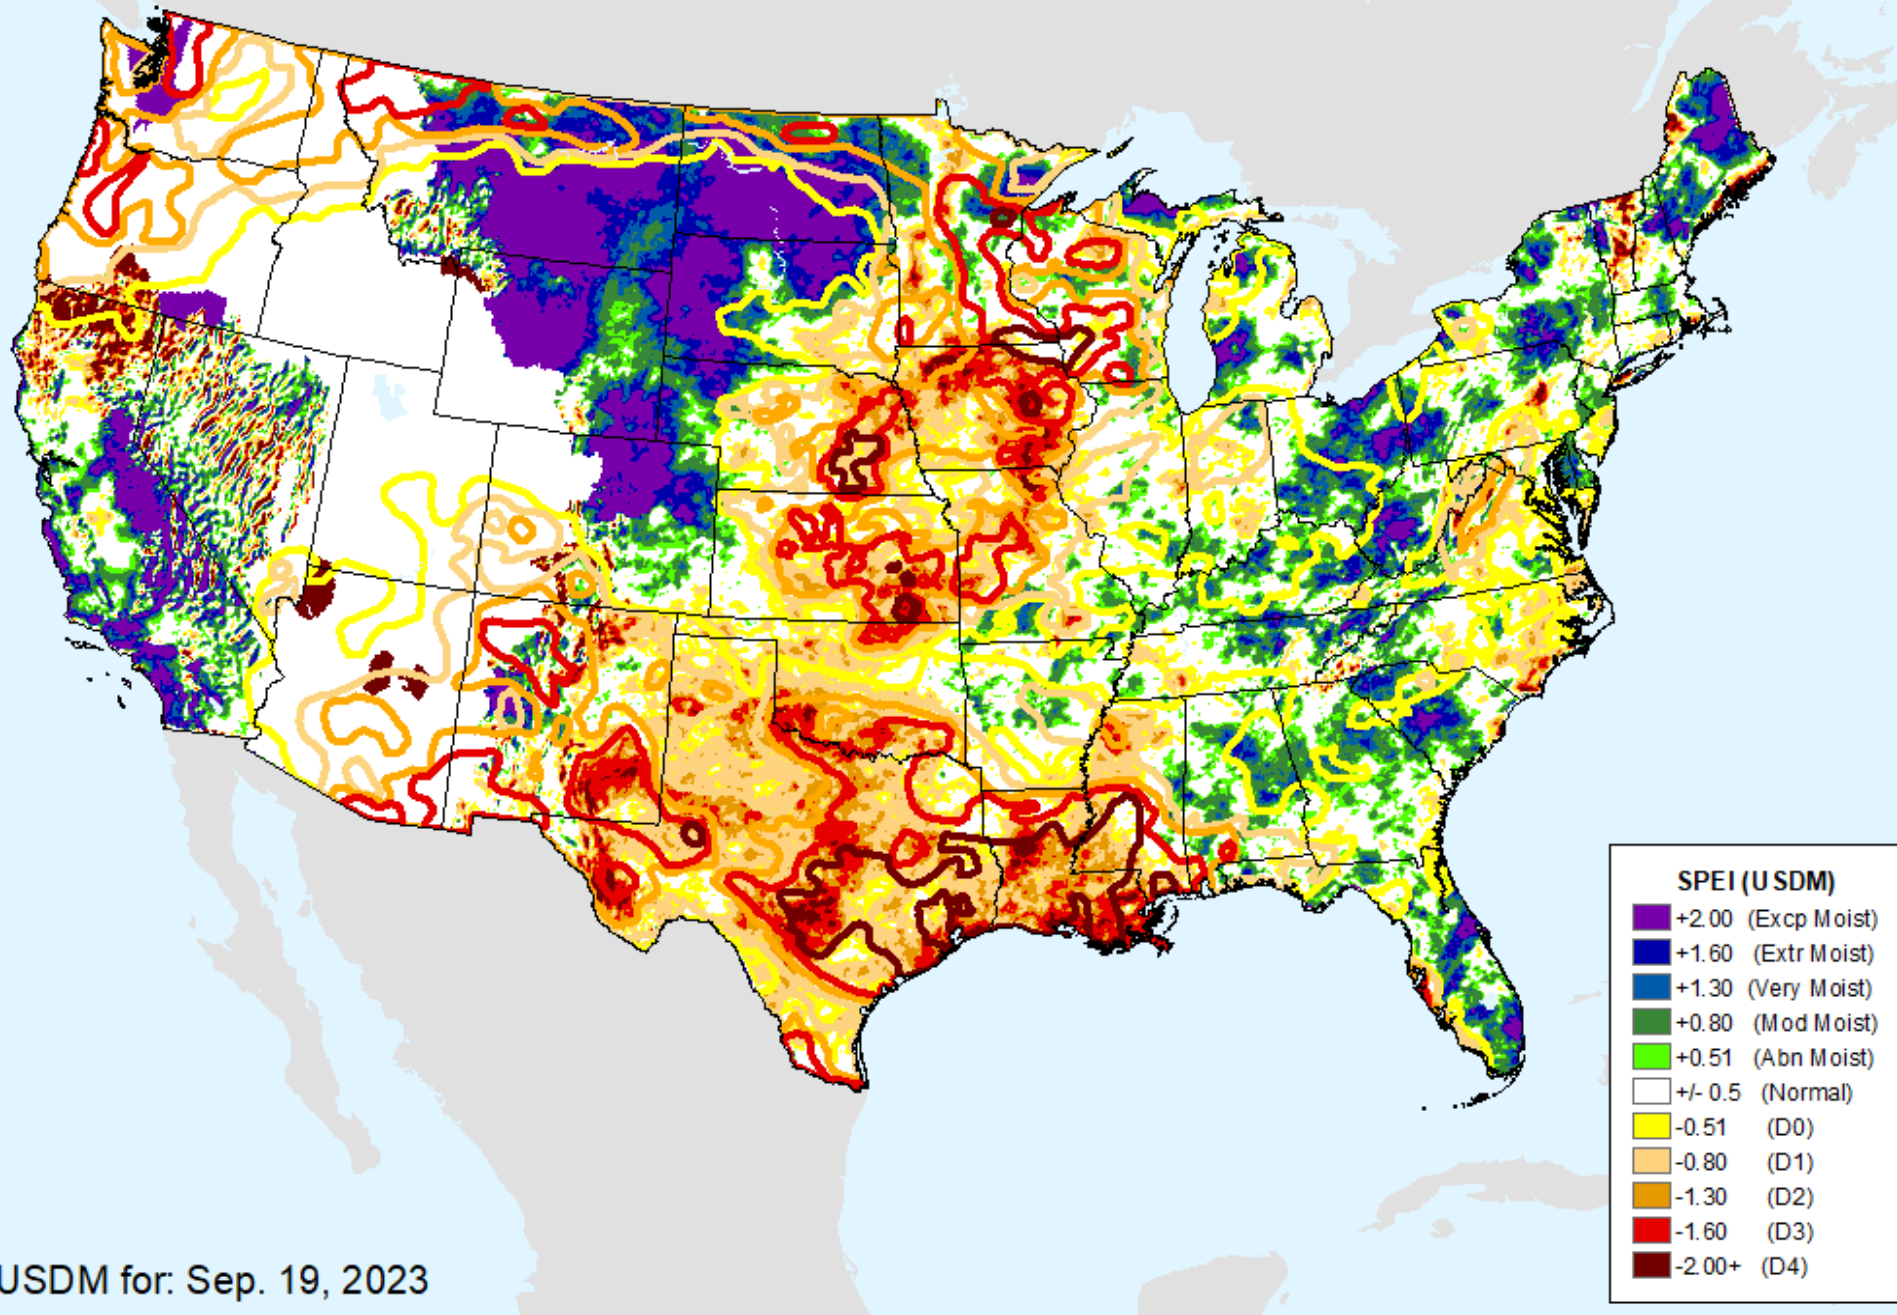 SPEI (USDM)
+2.00 (Excp Moist)
+1.60 (Extr Moist)
+1.30 (Very Moist)
+0.80 (Mod Moist)
+0.51 (Abn Moist)
+/- 0.5 (Normal)
-0.51 (D0)
-0.80 (D1)
-1.30 (D2)
-1.60 (D3)
-2.00+ (D4)
USDM for: Sep. 19, 2023